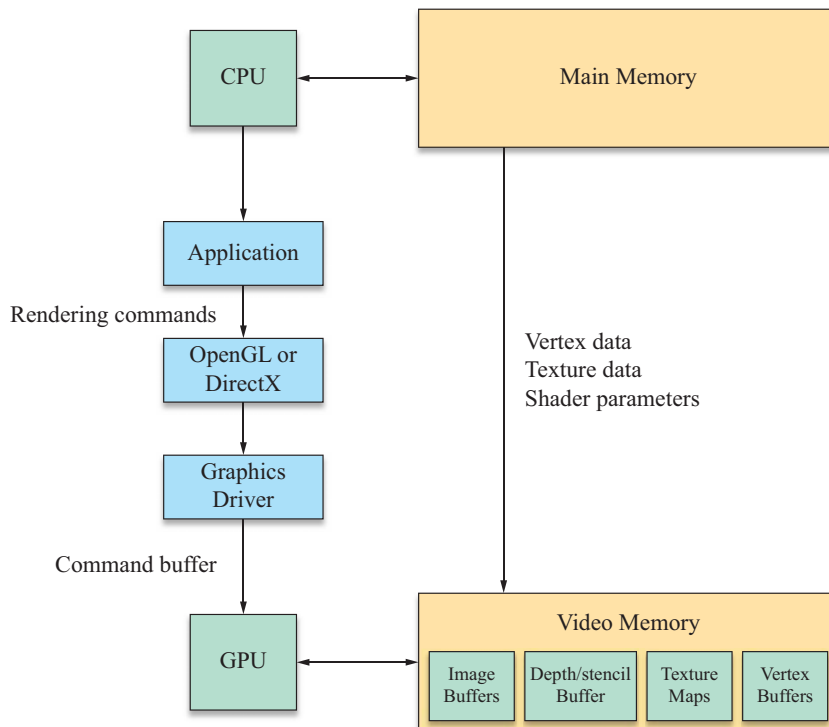 CPU
Main Memory
Application
Rendering commands
OpenGL or
DirectX
Vertex data
Texture data
Shader parameters
Graphics
Driver
Command buffer
GPU
Video Memory
Image
Buffers
Depth/stencil
Buffer
Texture
Maps
Vertex
Buffers